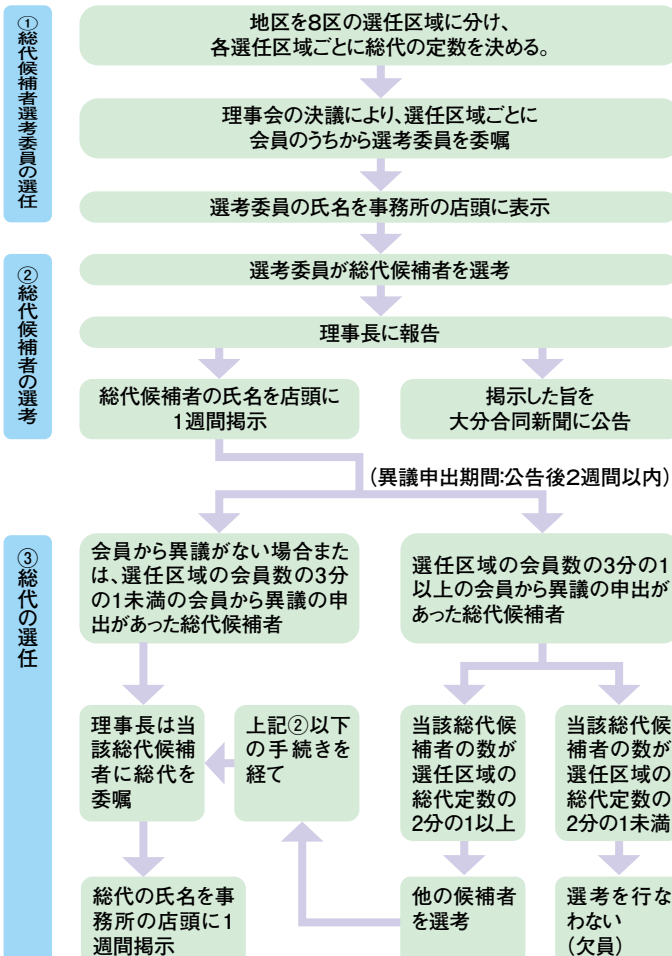 ①総代候補者選考委員の選任
地区を8区の選任区域に分け、
各選任区域ごとに総代の定数を決める。
理事会の決議により、選任区域ごとに
会員のうちから選考委員を委嘱
選考委員の氏名を事務所の店頭に表示
②総代候補者の選考
選考委員が総代候補者を選考
理事長に報告
総代候補者の氏名を店頭に
1週間掲示
掲示した旨を
大分合同新聞に公告
(異議申出期間:公告後2週間以内)
③総代の選任
会員から異議がない場合また
は、選任区域の会員数の3分
の1未満の会員から異議の申
出があった総代候補者
選任区域の会員数の3分の1
以上の会員から異議の申出が
あった総代候補者
理事長は当
該総代候補
者に総代を
委嘱
上記②以下
の手続きを
経て
当該総代候
補者の数が
選任区域の
総代定数の
2分の1以上
当該総代候
補者の数が
選任区域の
総代定数の
2分の1未満
総代の氏名を事
務所の店頭に1
週間掲示
他の候補者
を選考
選考を行な
わない
(欠員)